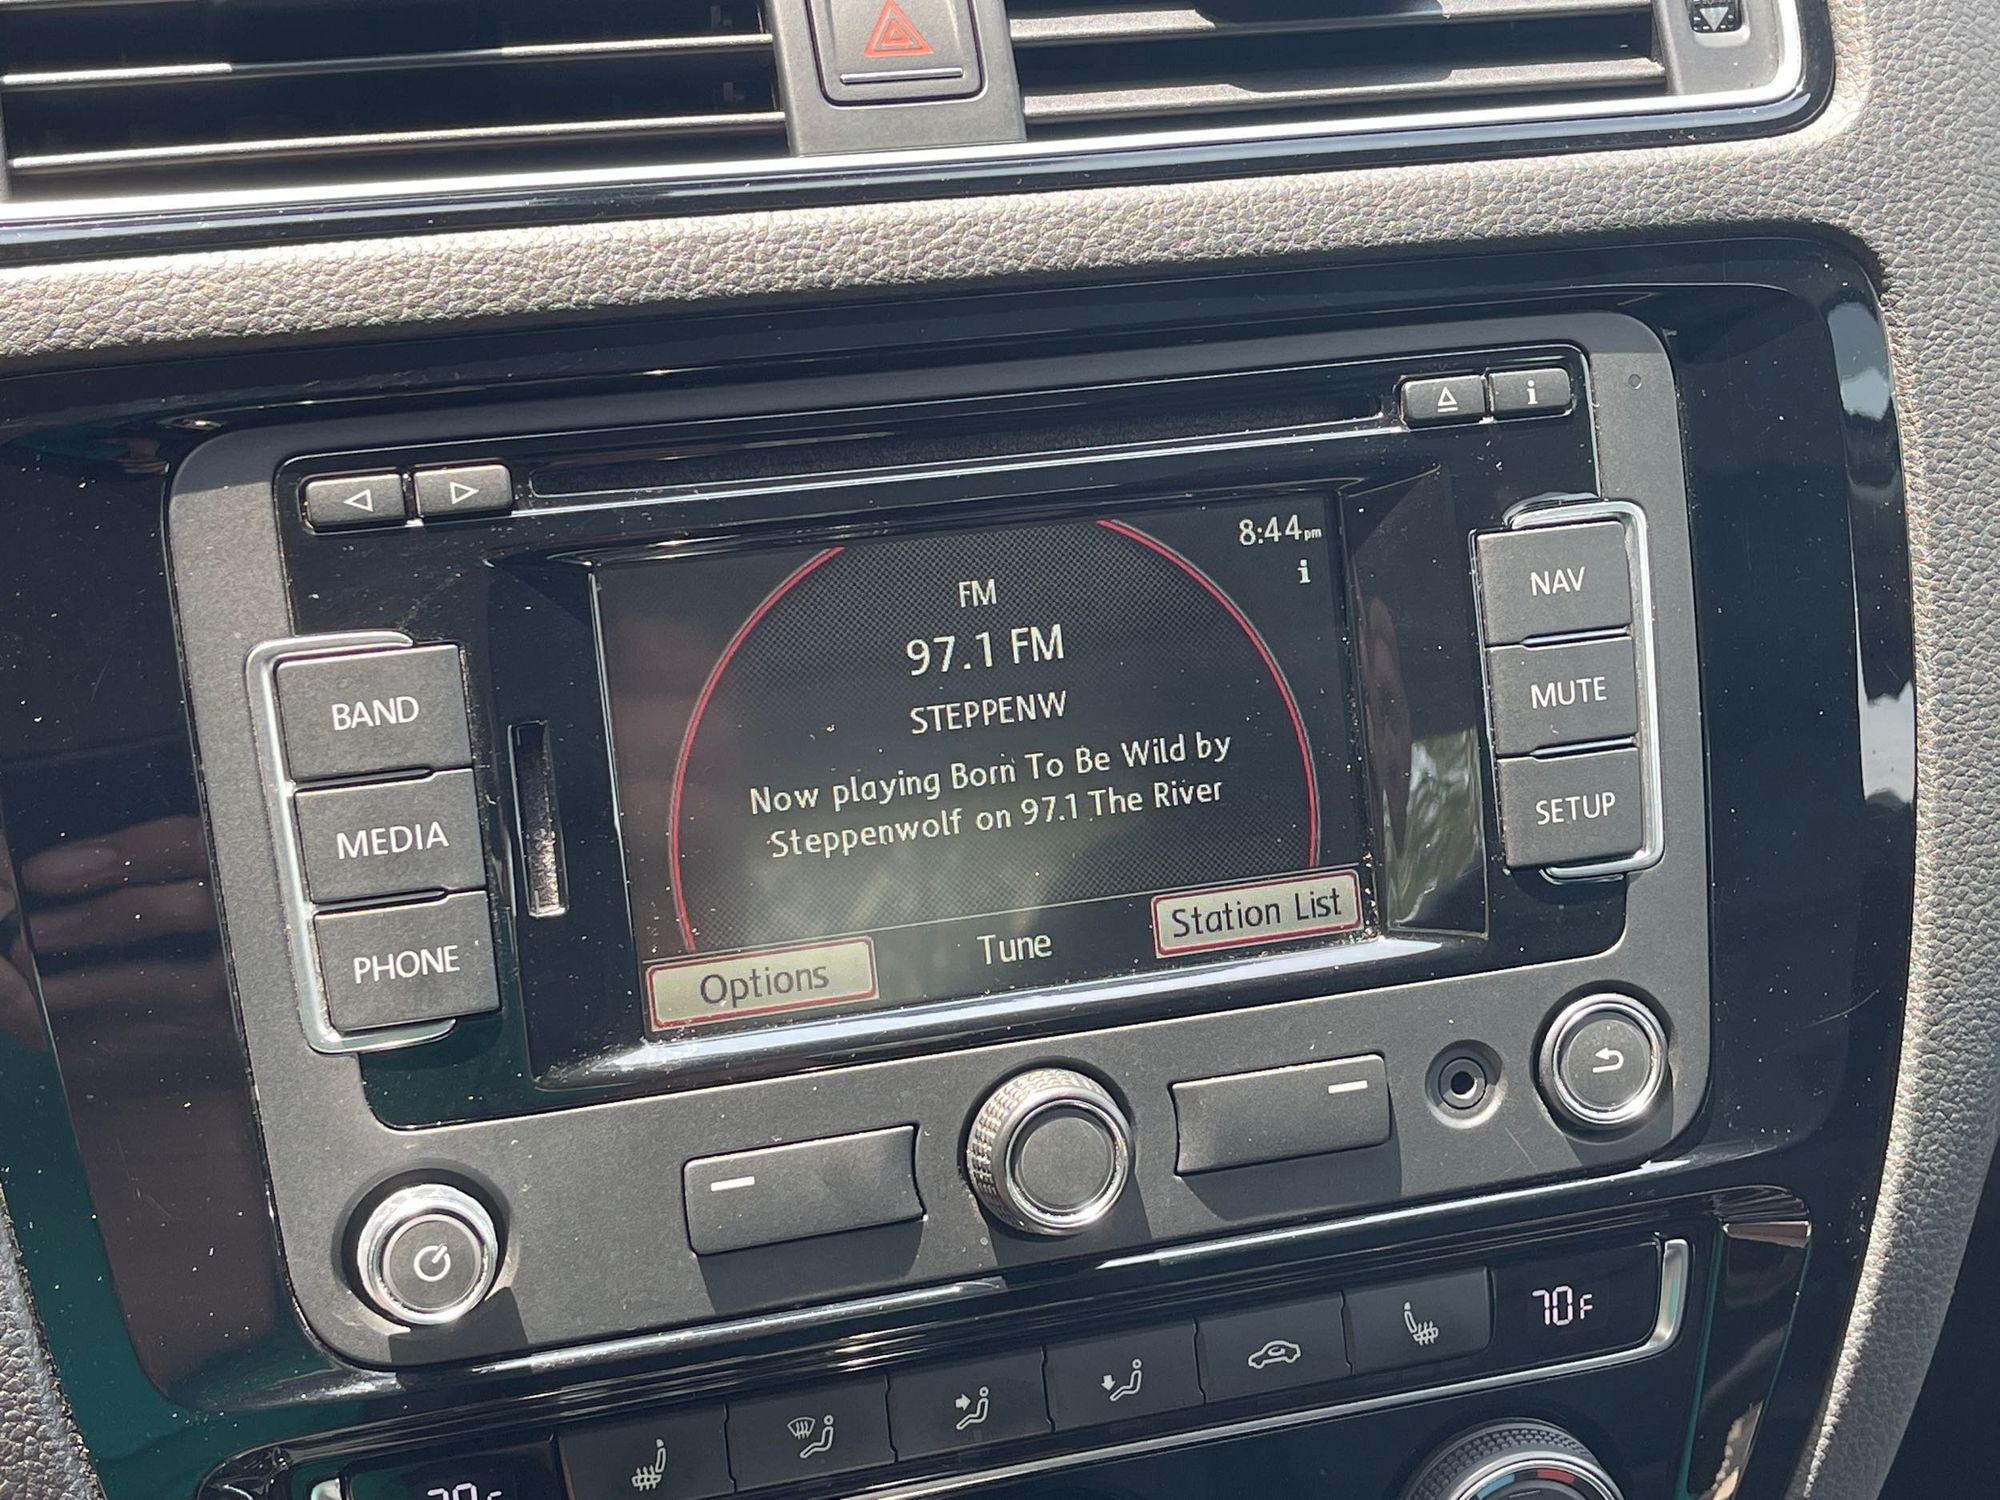 8:44pm
i
i
FM
97.1 FM
STEPPENW
Now playing Born To Be Wild by
Steppenwolf on 97.1 The River
Options
Tune
Station List
BAND
MEDIA
PHONE
NAV
MUTE
SETUP
70F